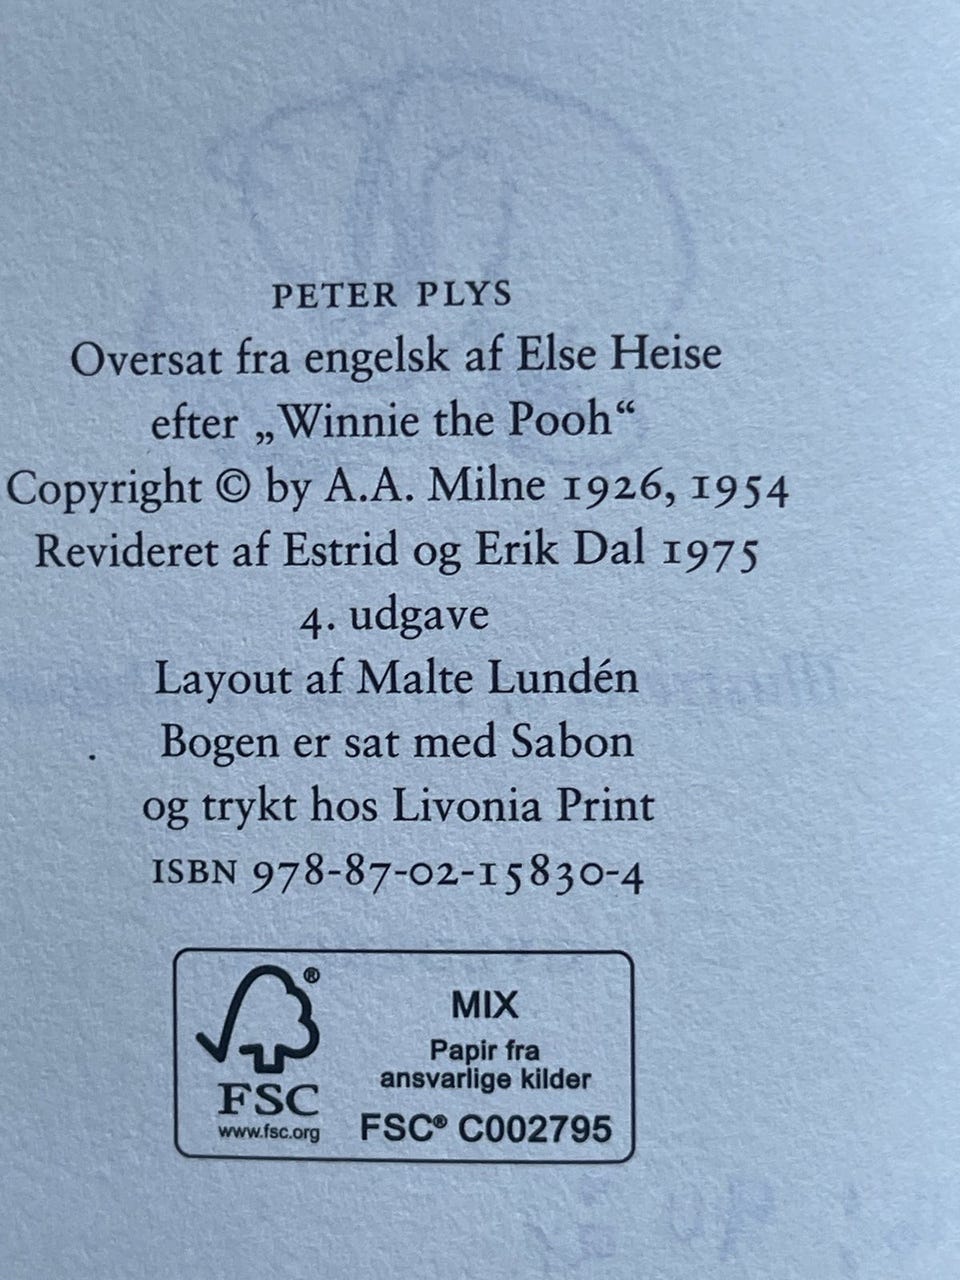 PETER PLYS
Oversat fra engelsk af Else Heise
efter „Winnie the Pooh“
Copyright © by A.A. Milne 1926, 1954
Revideret af Estrid og Erik Dal 1975
4. udgave
Layout af Malte Lundén
Bogen er sat med Sabon
og trykt hos Livonia Print
ISBN 978-87-02-15830-4
®
FSC
www.fsc.org
MIX
Papir fra
ansvarlige kilder
FSC® C002795